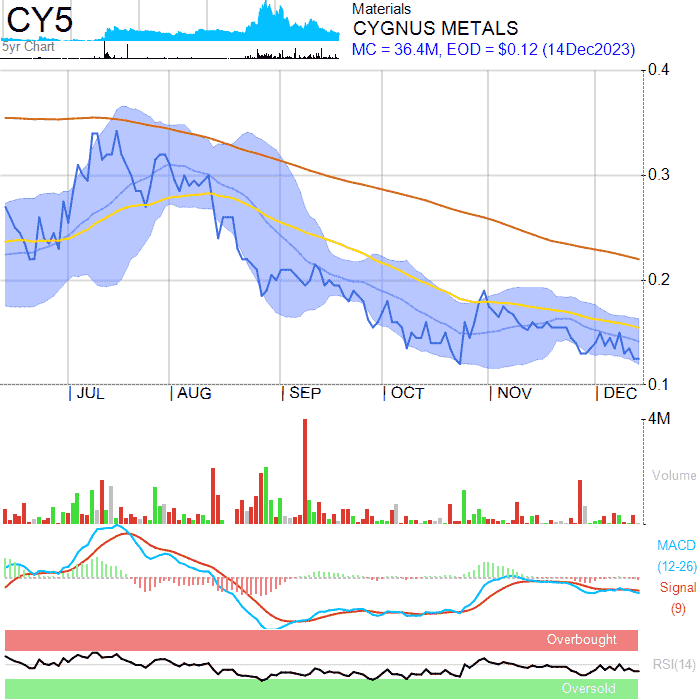 CY5
5yr Chart
Materials
CYGNUS METALS
MC = 36.4M, EOD = $0.12 (14Dec2023)
0.4
0.3
0.2
0.1
JUL
AUG
SEP
OCT
NOV
DEC
4M
Volume
MACD
(12-26)
Signal
(9)
Overbought
RSI(14)
Oversold